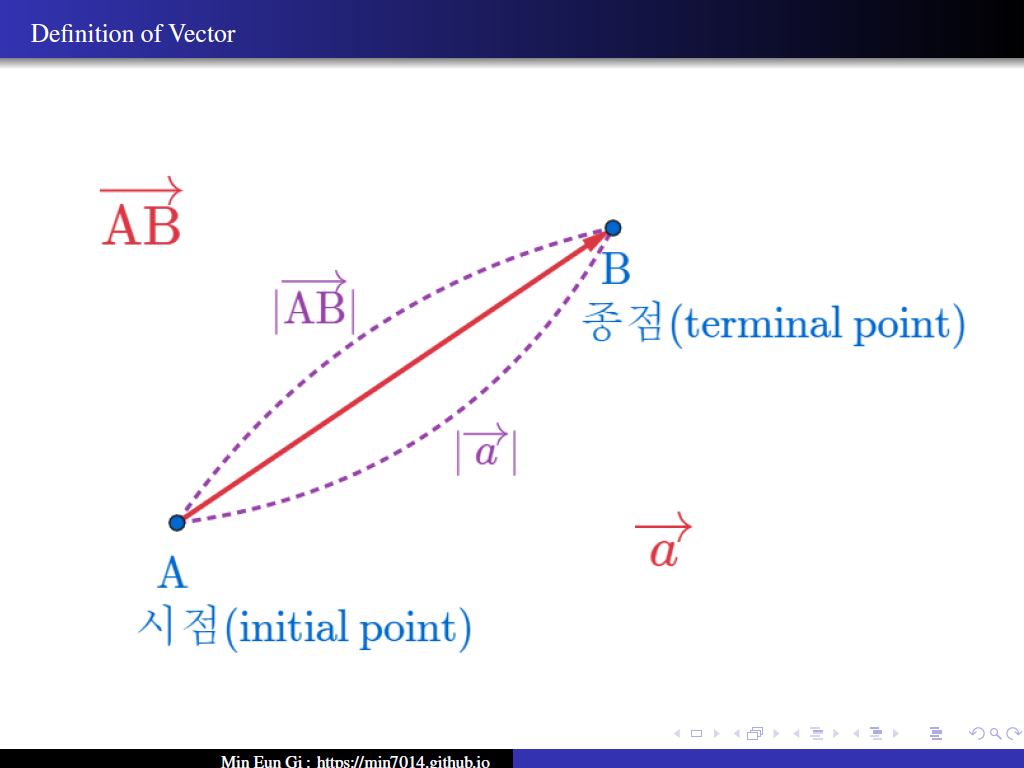 Definition of Vector
$\overrightarrow{AB}$
$|\overrightarrow{AB}|$
B
종점(terminal point)
$|\overrightarrow{a}|$
$\overrightarrow{a}$
A
시점(initial point)
Min Eun Gi : https://min7014.github.io